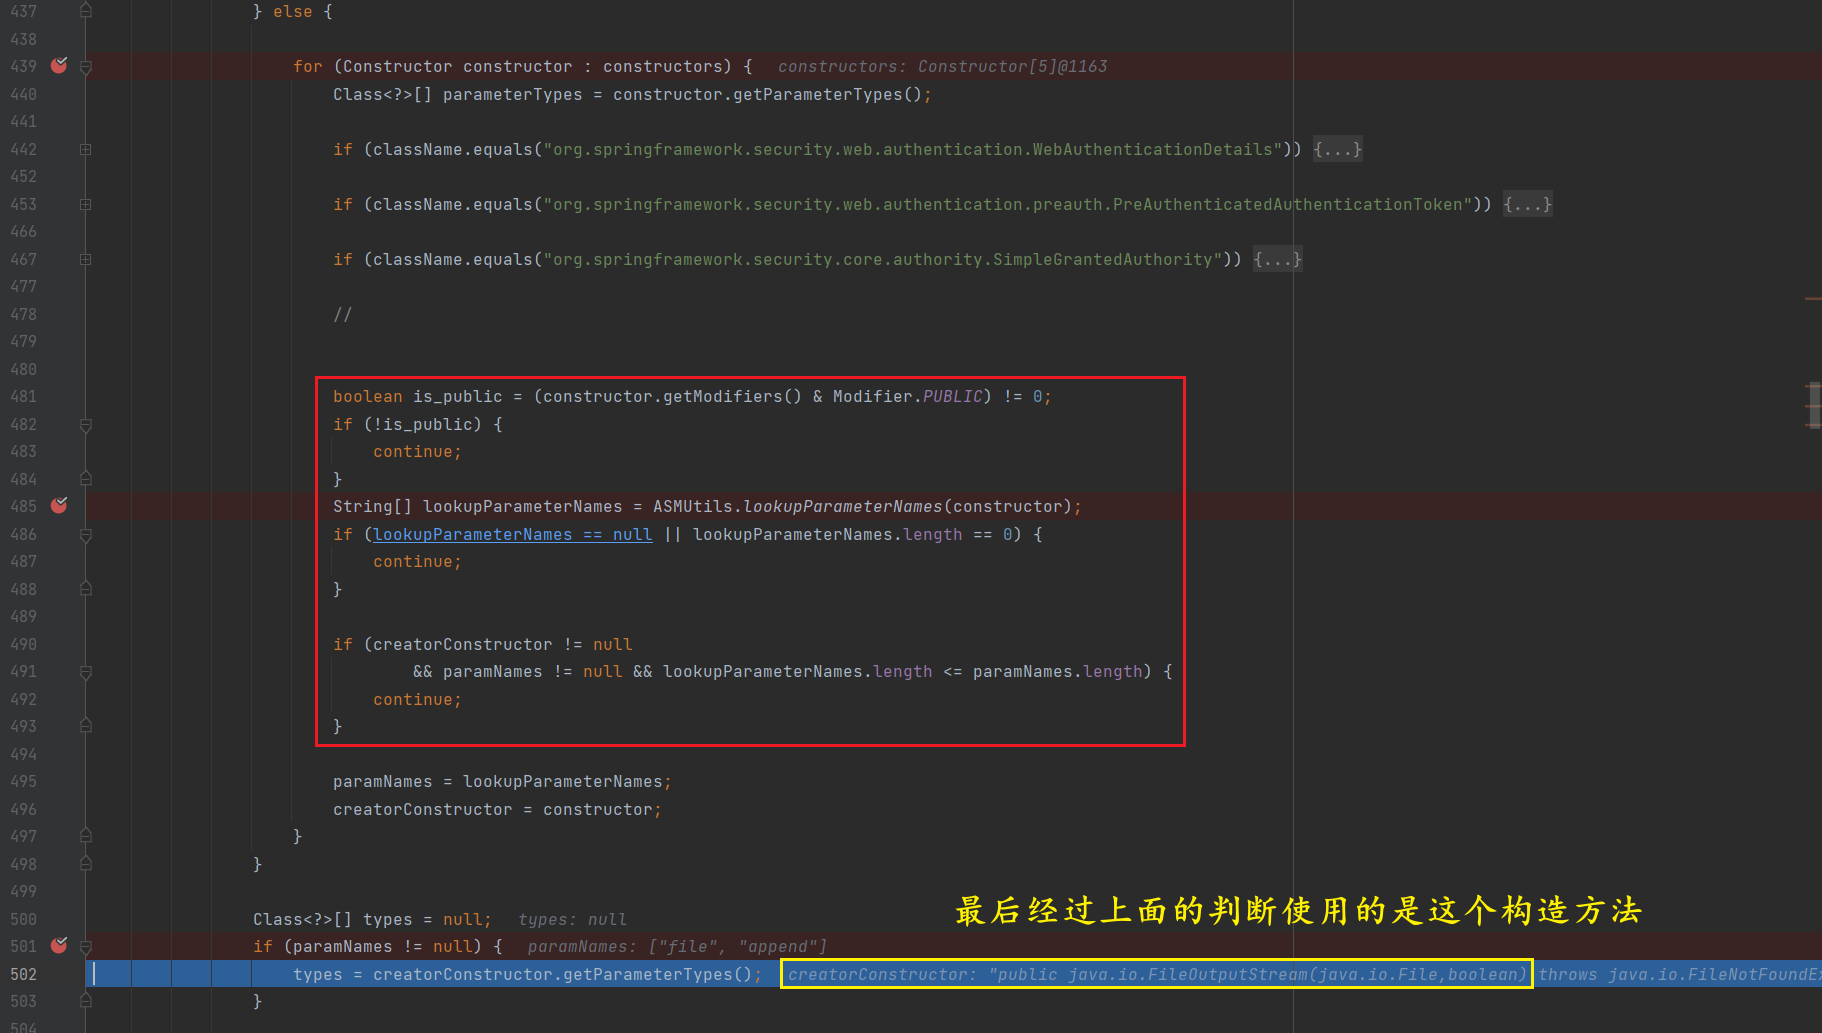 437 } else {
438
439 for (Constructor constructor : constructors) { constructors: Constructor[5]@1163
440 Class<?>[] parameterTypes = constructor.getParameterTypes();
441
442 if (className.equals("org.springframework.security.web.authentication.WebAuthenticationDetails")) {...}
452
453 if (className.equals("org.springframework.security.web.authentication.preauth.PreAuthenticatedAuthenticationToken")) {...}
466
467 if (className.equals("org.springframework.security.core.authority.SimpleGrantedAuthority")) {...}
477
478 //
479
480
481 boolean is_public = (constructor.getModifiers() & Modifier.PUBLIC) != 0;
482 if (!is_public) {
483 continue;
484 }
485 String[] lookupParameterNames = ASMUtils.lookupParameterNames(constructor);
486 if (lookupParameterNames == null || lookupParameterNames.length == 0) {
487 continue;
488 }
489
490 if (creatorConstructor != null
491 && paramNames != null && lookupParameterNames.length <= paramNames.length) {
492 continue;
493 }
494
495 paramNames = lookupParameterNames;
496 creatorConstructor = constructor;
497 }
498 }
499
最后经过上面的判断使用的是这个构造方法
500 Class<?>[] types = null; types: null
501 if (paramNames != null) { paramNames: ["file", "append"]
502 types = creatorConstructor.getParameterTypes(); creatorConstructor: "public java.io.FileOutputStream(java.io.File,boolean) throws java.io.FileNotFoundEx
503 }
504